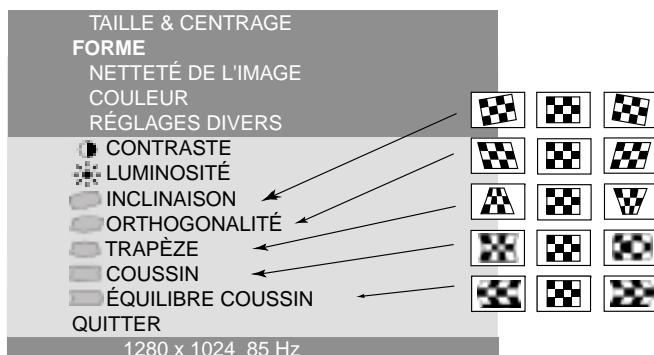 TAILLE & CENTRAGE
FORME
NETTETÉ DE L'IMAGE
COULEUR
RÉGLAGES DIVERS
CONTRASTE
LUMINOSITÉ
INCLINAISON
ORTHOGONALITÉ
TRAPÈZE
COUSSIN
ÉQUILIBRE COUSSIN
QUITTER
1280 x 1024 85 Hz